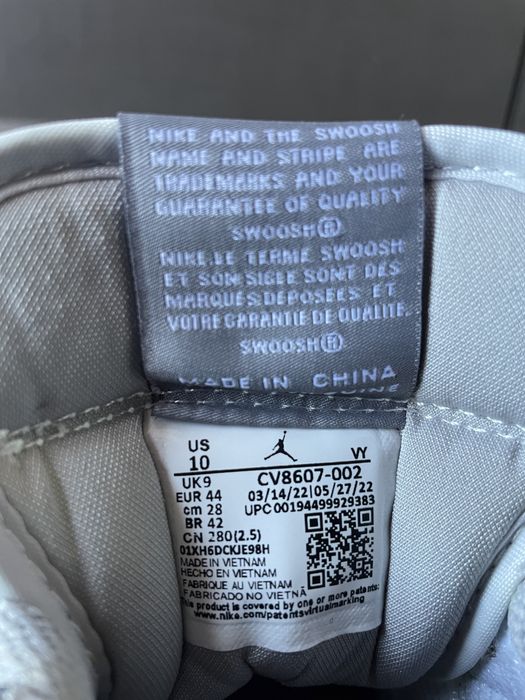 NIKE AND THE SWOOSH
NAME AND STRIPE ARE
TRADEMARKS AND YOUR
GUARANTEE OF QUALITY
SWOOSH®
NIKE.LE TERME SWOOSH
ET SON SIGLE SONT DES
MARQUES DEPOSEES ET
VOTRE GARANTIE DE QUALITE.
SWOOSH®
MADE IN CHINA
US
10
VY
UK 9
CV8607-002
EUR 44
03/14/22|05/27/22
cm 28
UPC 00194499929383
BR 42
CN 280(2.5)
01XH6DCKJE98H
MADE IN VIETNAM
HECHO EN VIETNAM
FABRIQUE AU VIETNAM
FABRICADO NO VIETNÃ
This product is covered by one or more patents
www.nike.com/patentsvirtualmarking